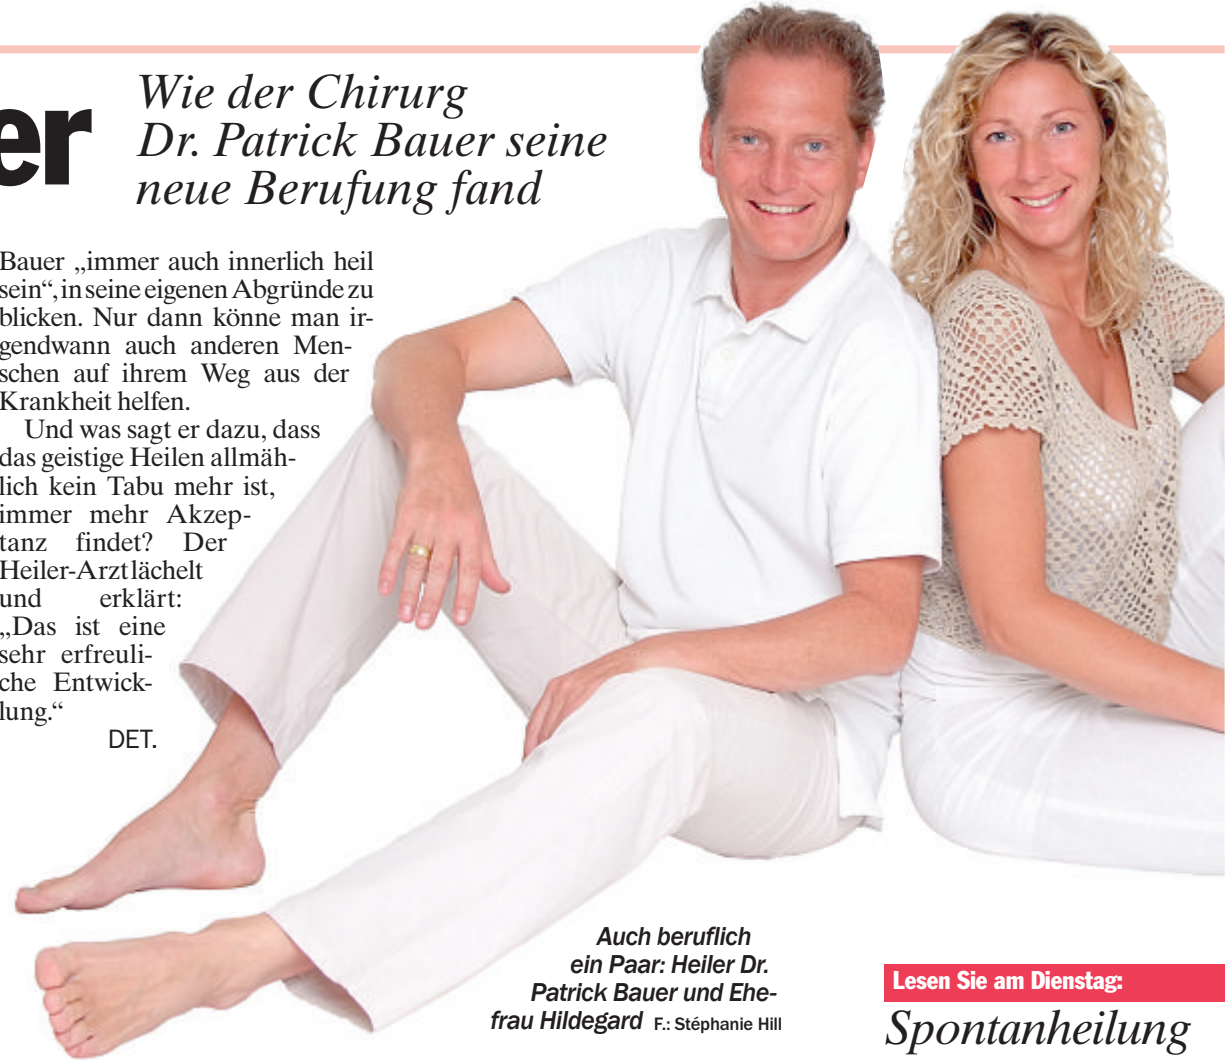 er
Wie der Chirurg
Dr. Patrick Bauer seine
neue Berufung fand
Bauer „immer auch innerlich heil
sein“, in seine eigenen Abgründe zu
blicken. Nur dann könne man ir-
gendwann auch anderen Men-
schen auf ihrem Weg aus der
Krankheit helfen.
Und was sagt er dazu, dass
das geistige Heilen allmäh-
lich kein Tabu mehr ist,
immer mehr Akzep-
tanz findet? Der
Heiler-Arzt lächelt
und erklärt:
„Das ist eine
sehr erfreuli-
che Entwick-
lung.“
DET.
Auch beruflich
ein Paar: Heiler Dr.
Patrick Bauer und Ehe-
frau Hildegard F.: Stéphanie Hill
Lesen Sie am Dienstag:
Spontanheilung